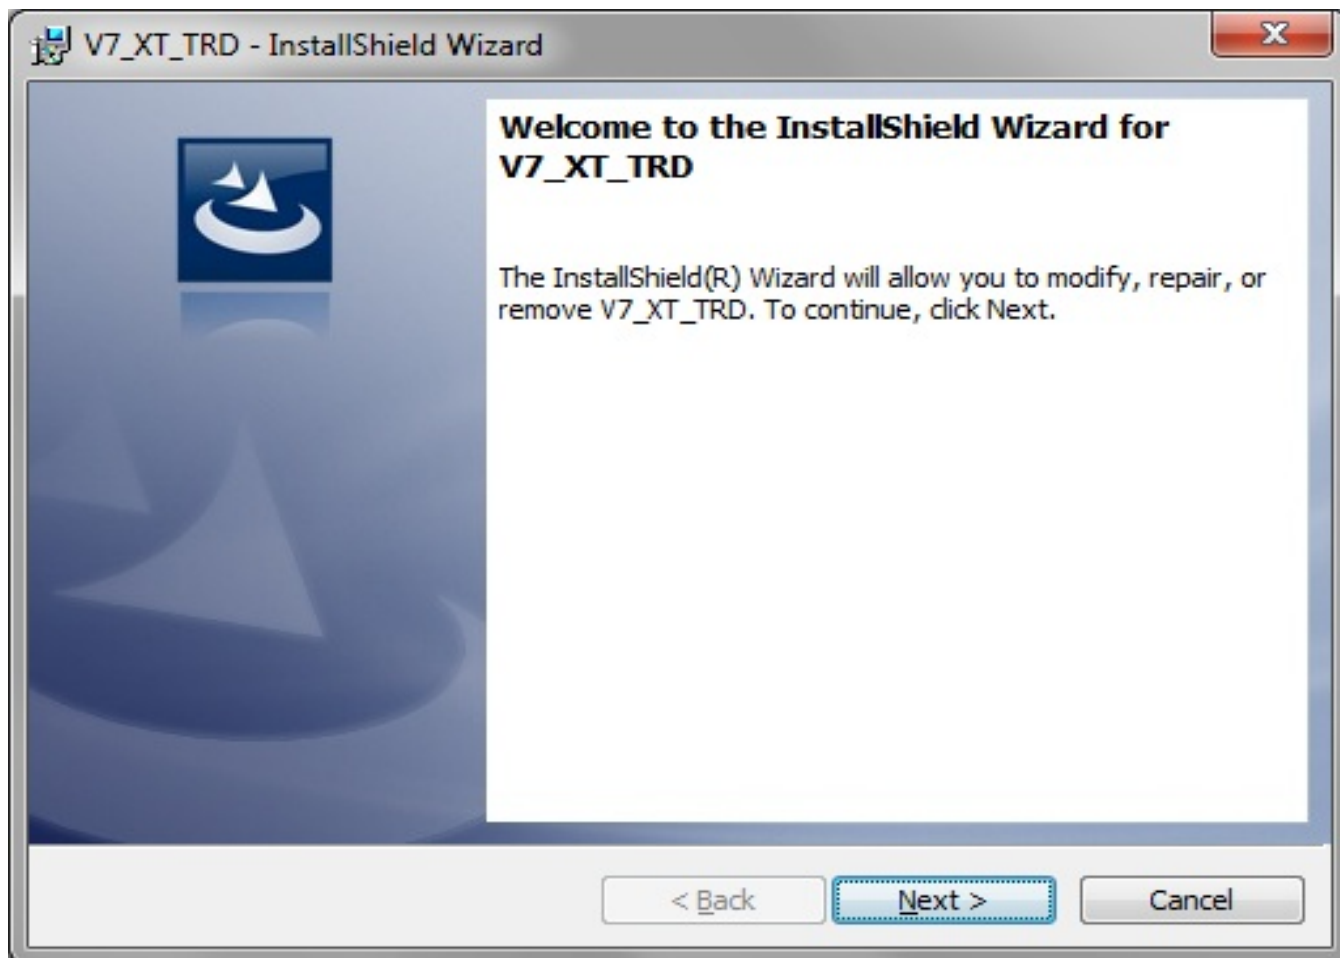 V7_XT_TRD - InstallShield Wizard
Welcome to the InstallShield Wizard for
V7_XT_TRD
The InstallShield(R) Wizard will allow you to modify, repair, or
remove V7_XT_TRD. To continue, click Next.
< Back
Next >
Cancel